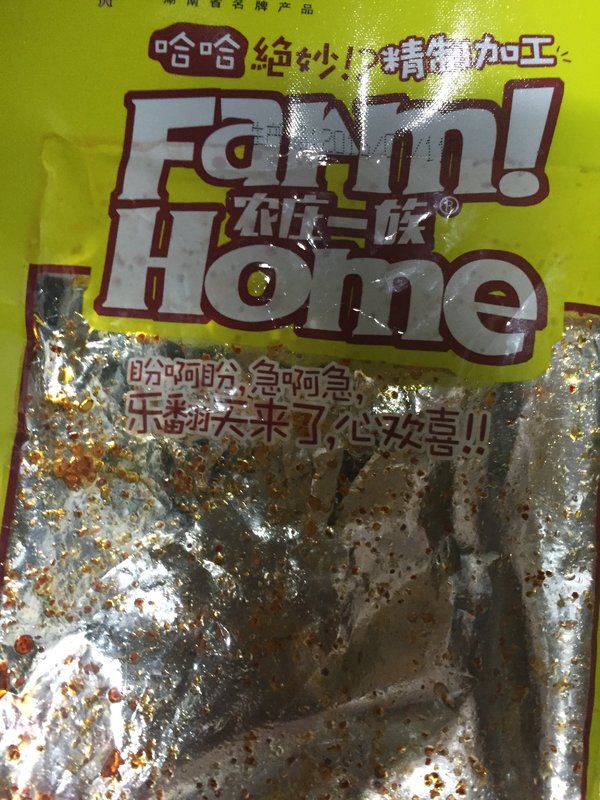 湖南省名牌产品
哈哈 絕妙!?精制加工
Farm!
农庄一族®
Home
盼啊盼,急啊急,
乐翻天来了,心欢喜!!